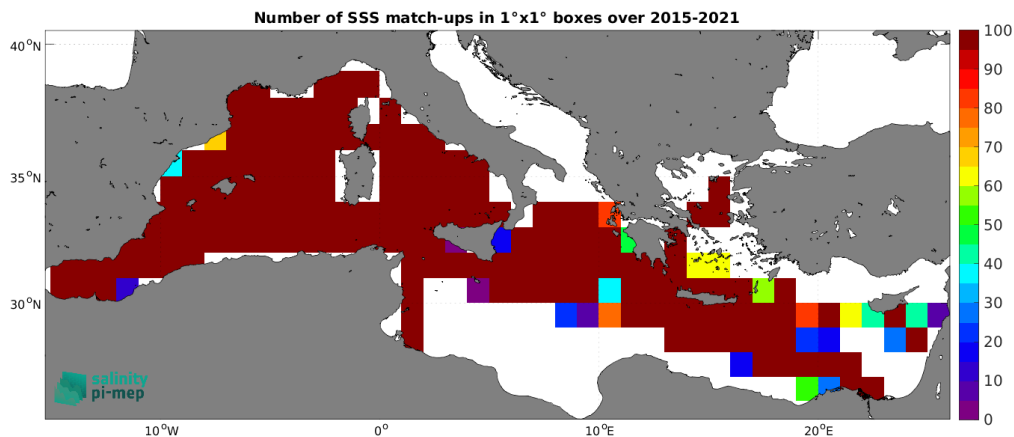 Number of SSS match-ups in 1°x1° boxes over 2015-2021
40°N
35°N
30°N
10°W
0°
10°E
20°E
100
90
80
70
60
50
40
30
20
10
0
salinity
pi-mep